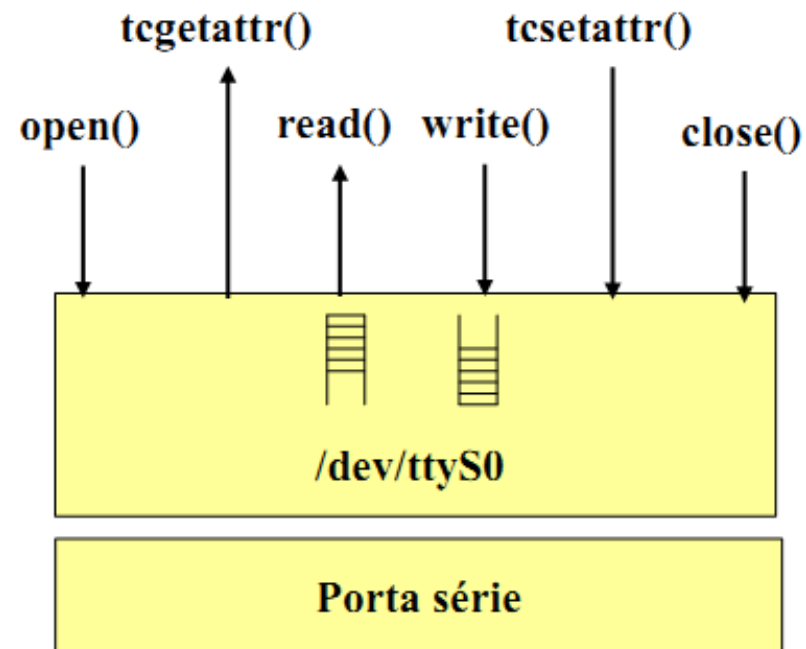 tcgetattr() tcsetattr()
open() read() write() close()
/dev/ttyS0
Porta série